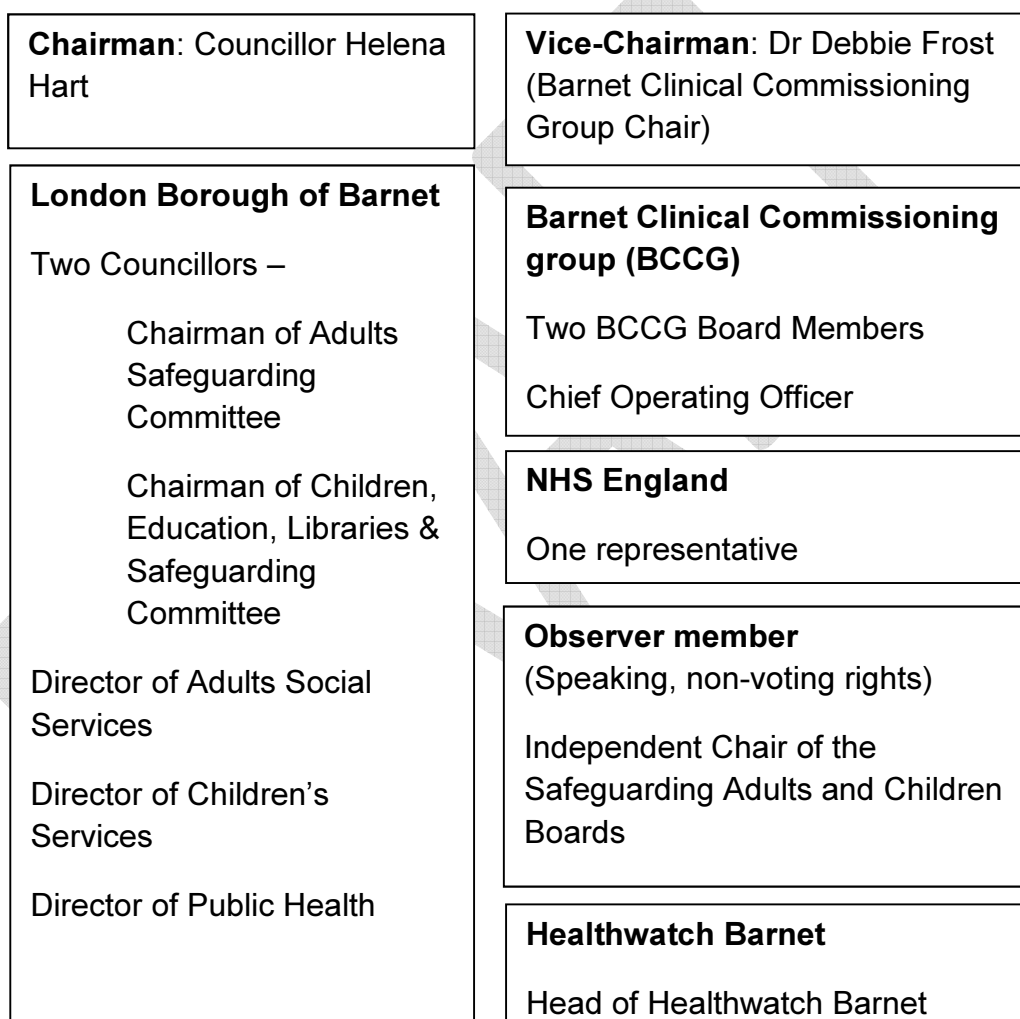 Chairman: Councillor Helena
Hart
Vice-Chairman: Dr Debbie Frost
(Barnet Clinical Commissioning
Group Chair)
London Borough of Barnet
Two Councillors –
Chairman of Adults
Safeguarding
Committee
Chairman of Children,
Education, Libraries &
Safeguarding
Committee
Director of Adults Social
Services
Director of Children's
Services
Director of Public Health
Barnet Clinical Commissioning
group (BCCG)
Two BCCG Board Members
Chief Operating Officer
NHS England
One representative
Observer member
(Speaking, non-voting rights)
Independent Chair of the
Safeguarding Adults and Children
Boards
Healthwatch Barnet
Head of Healthwatch Barnet